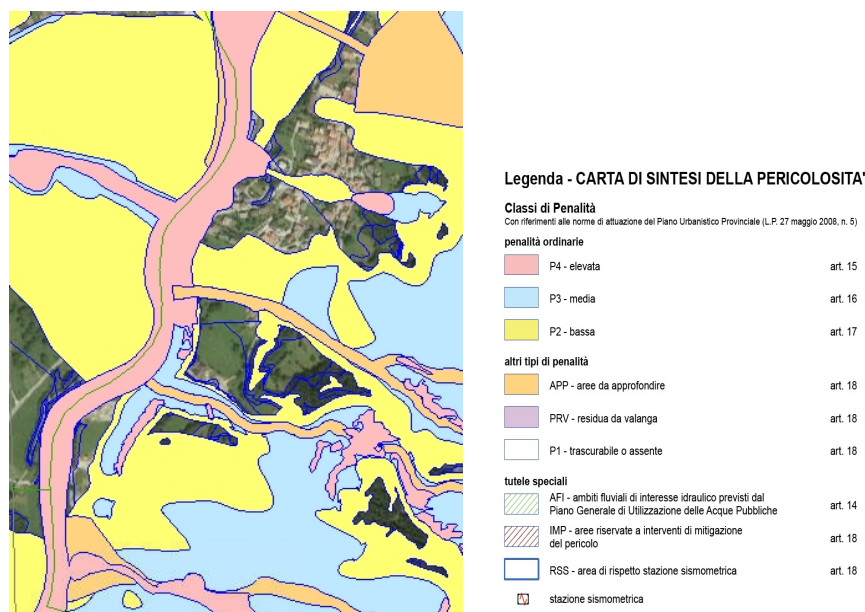 Legenda - CARTA DI SINTESI DELLA PERICOLOSITA'
Classi di Penalità
Con riferimenti alle norme di attuazione del Piano Urbanistico Provinciale (L.P. 27 maggio 2008, n. 5)
penalità ordinarie
P4 - elevata art. 15
P3 - media art. 16
P2 - bassa art. 17
altri tipi di penalità
APP - aree da approfondire art. 18
PRV - residua da valanga art. 18
P1 - trascurabile o assente art. 18
tutele speciali
AFI - ambiti fluviali di interesse idraulico previsti dal
Piano Generale di Utilizzazione delle Acque Pubbliche art. 14
IMP - aree riservate a interventi di mitigazione
del pericolo art. 18
RSS - area di rispetto stazione sismometrica art. 18
stazione sismometrica